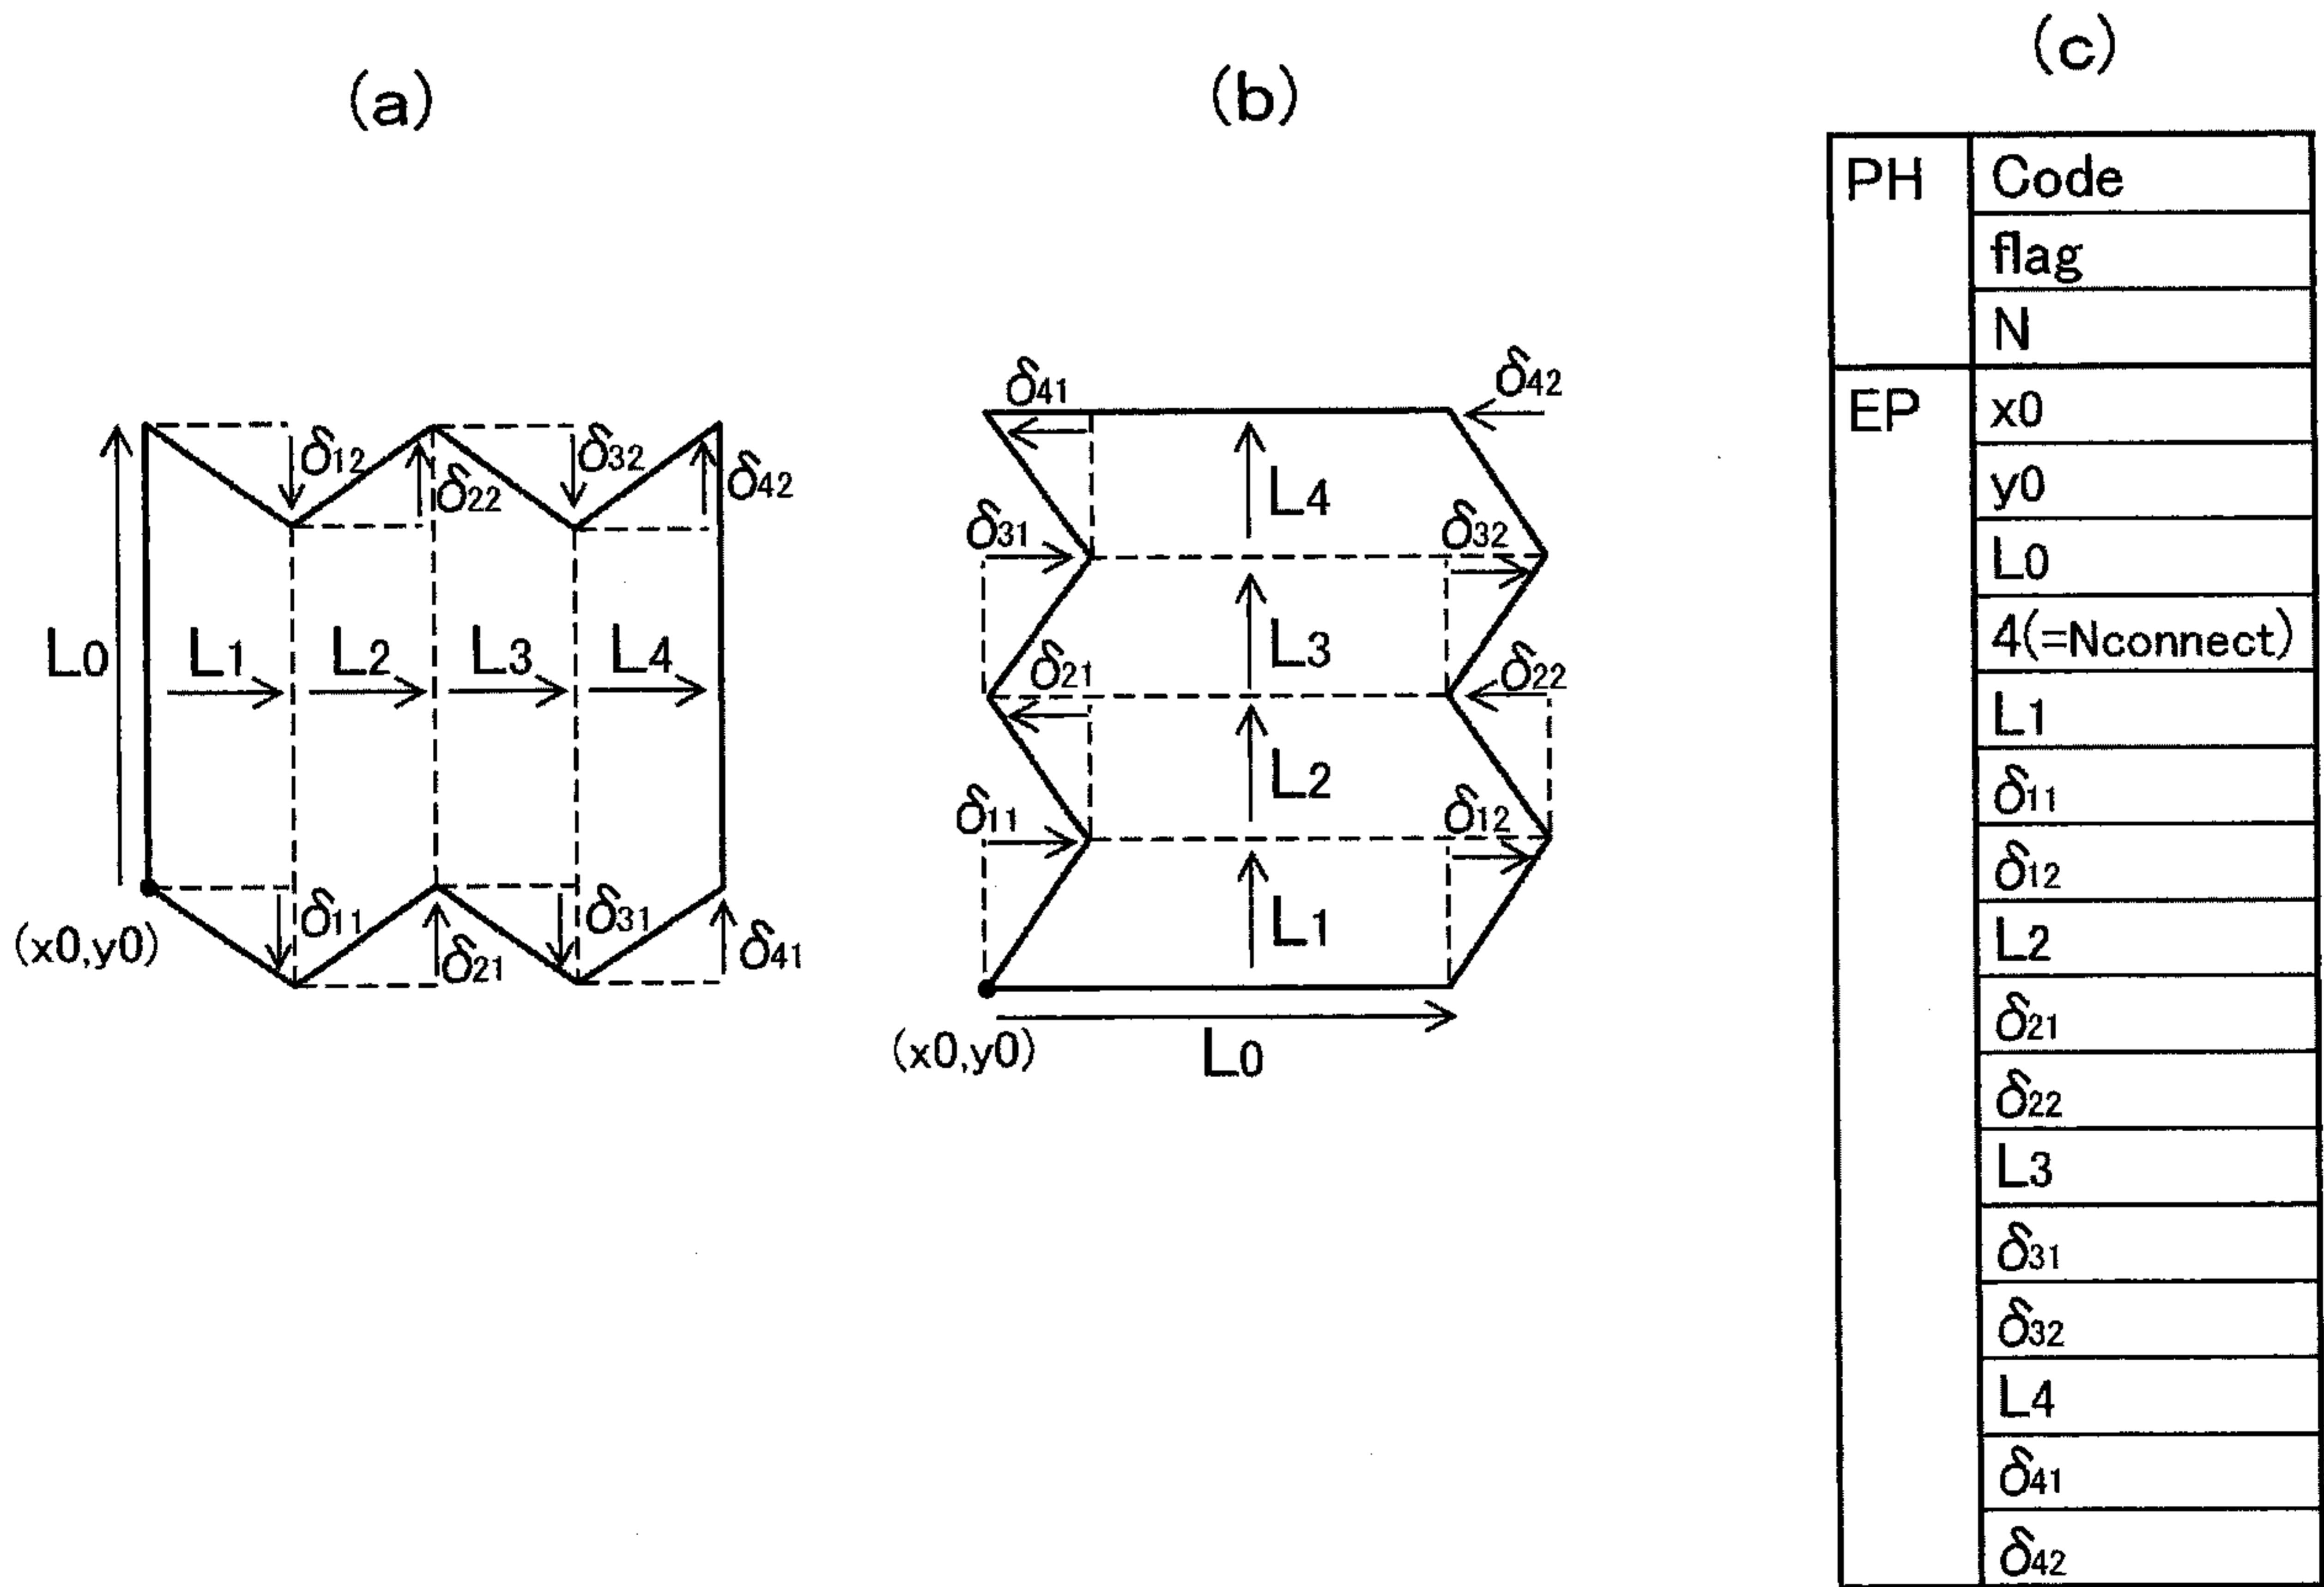 (a)
δ12
δ32
δ22
δ42
L0
L1
L2
L3
L4
δ11
δ31
(x0,y0)
δ21
δ41
(b)
δ41
δ42
L4
δ31
δ32
L3
δ21
δ22
L2
δ11
δ12
L1
(x0,y0)
L0
(c)
PH
Code
flag
N
EP
x0
y0
L0
4(=Nconnect)
L1
δ11
δ12
L2
δ21
δ22
L3
δ31
δ32
L4
δ41
δ42